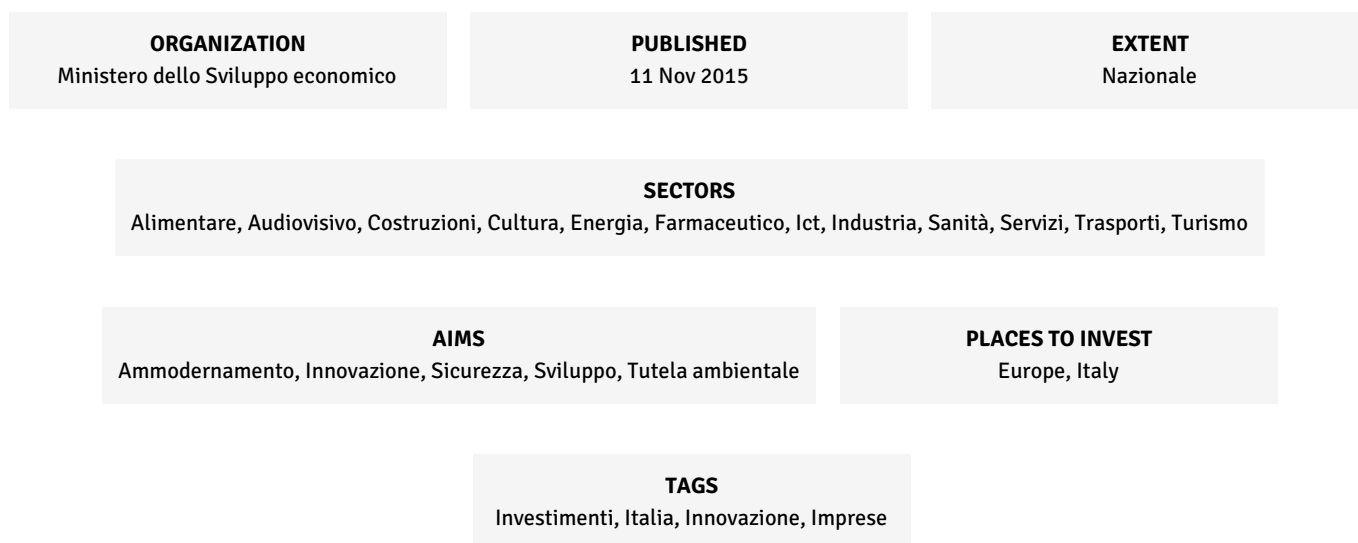 ORGANIZATION
Ministero dello Sviluppo economico
PUBLISHED
11 Nov 2015
EXTENT
Nazionale
SECTORS
Alimentare, Audiovisivo, Costruzioni, Cultura, Energia, Farmaceutico, Ict, Industria, Sanità, Servizi, Trasporti, Turismo
AIMS
Ammodernamento, Innovazione, Sicurezza, Sviluppo, Tutela ambientale
PLACES TO INVEST
Europe, Italy
TAGS
Investimenti, Italia, Innovazione, Imprese